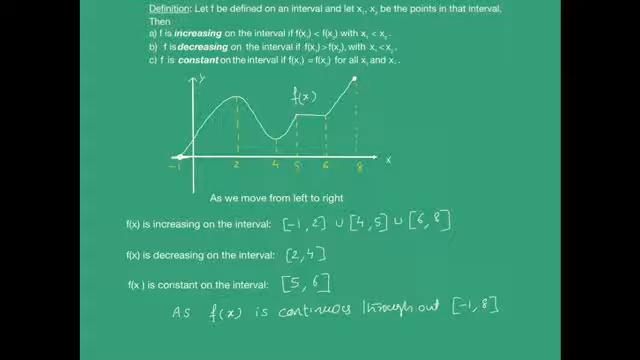 Definition: Let f be defined on an interval and let x₁, x₂ be the points in that interval.
Then
a) f is increasing on the interval if f(x₁) < f(x₂) with x₁ < x₂.
b) f is decreasing on the interval if f(x₁) > f(x₂), with x₁ < x₂.
c) f is constant on the interval if f(x₁) = f(x₂) for all x₁ and x₂.
y
f(x)
-1 2 4 5 6 8 x
As we move from left to right
f(x) is increasing on the interval: [-1, 2] ∪ [4, 5] ∪ [6, 8]
f(x) is decreasing on the interval: [2, 4]
f(x) is constant on the interval: [5, 6]
As f(x) is continuous throughout [-1, 8]